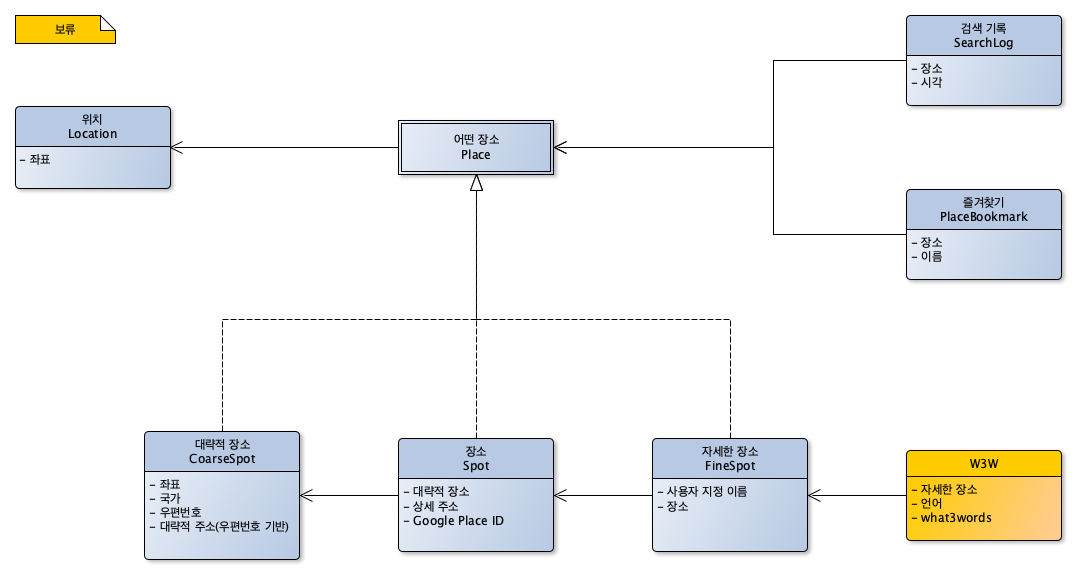 보류
검색 기록
SearchLog
- 장소
- 시각
위치
Location
- 좌표
어떤 장소
Place
즐겨찾기
PlaceBookmark
- 장소
- 이름
대략적 장소
CoarseSpot
- 좌표
- 국가
- 우편번호
- 대략적 주소(우편번호 기반)
장소
Spot
- 대략적 장소
- 상세 주소
- Google Place ID
자세한 장소
FineSpot
- 사용자 지정 이름
- 장소
W3W
- 자세한 장소
- 언어
- what3words